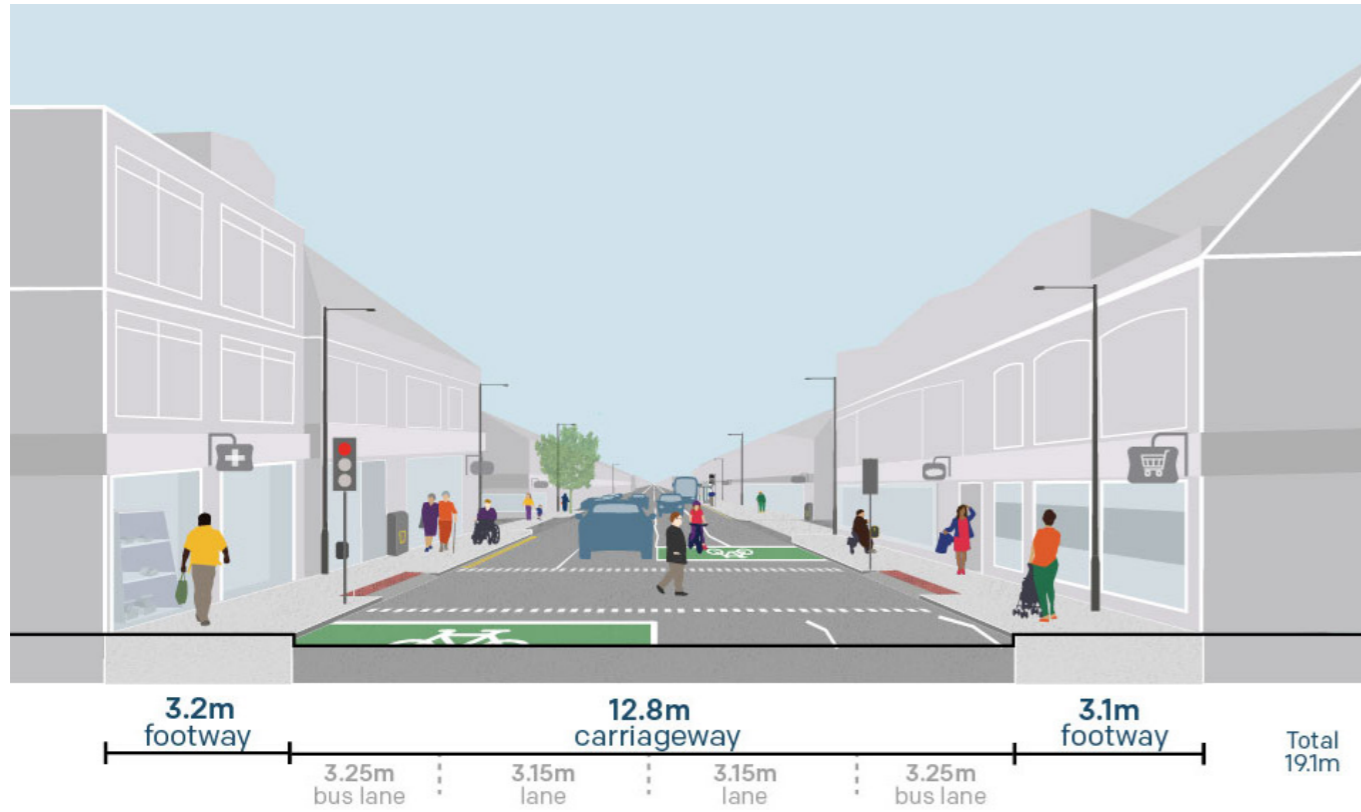 3.2m
footway
12.8m
carriageway
3.1m
footway
Total
19.1m
3.25m
bus lane
3.15m
lane
3.15m
lane
3.25m
bus lane